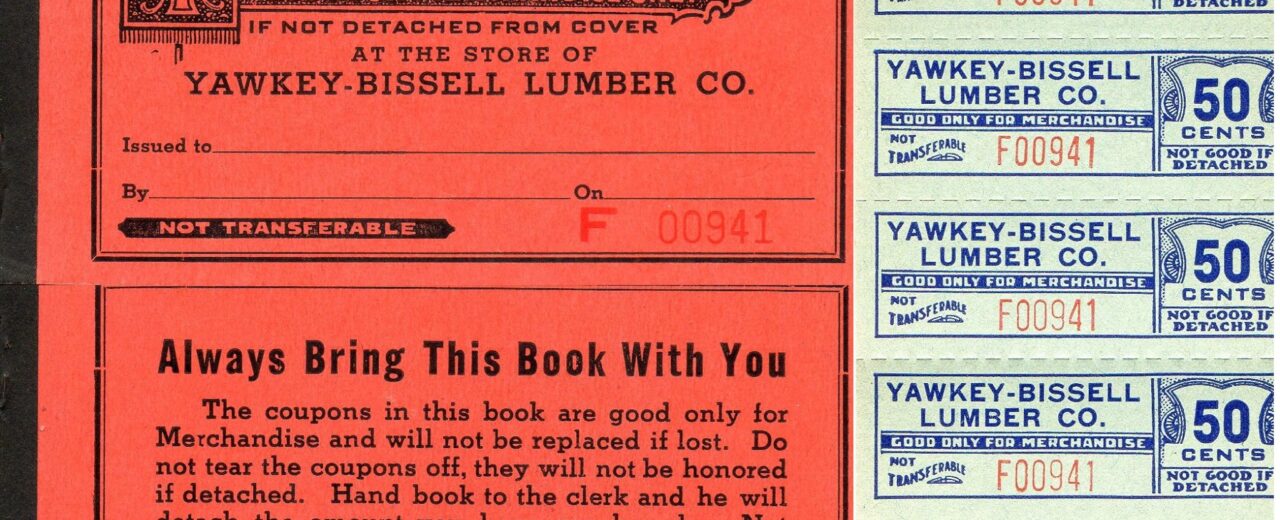 IF NOT DETACHED FROM COVER
AT THE STORE OF
YAWKEY-BISSELL LUMBER CO.
Issued to
By On
NOT TRANSFERABLE F 00941
Always Bring This Book With You
The coupons in this book are good only for
Merchandise and will not be replaced if lost. Do
not tear the coupons off, they will not be honored
if detached. Hand book to the clerk and he will
DETACHED
YAWKEY-BISSELL
LUMBER CO.
GOOD ONLY FOR MERCHANDISE
NOT
TRANSFERABLE
F00941
50
CENTS
NOT GOOD IF
DETACHED
YAWKEY-BISSELL
LUMBER CO.
GOOD ONLY FOR MERCHANDISE
NOT
TRANSFERABLE
F00941
50
CENTS
NOT GOOD IF
DETACHED
YAWKEY-BISSELL
LUMBER CO.
GOOD ONLY FOR MERCHANDISE
NOT
TRANSFERABLE
F00941
50
CENTS
NOT GOOD IF
DETACHED